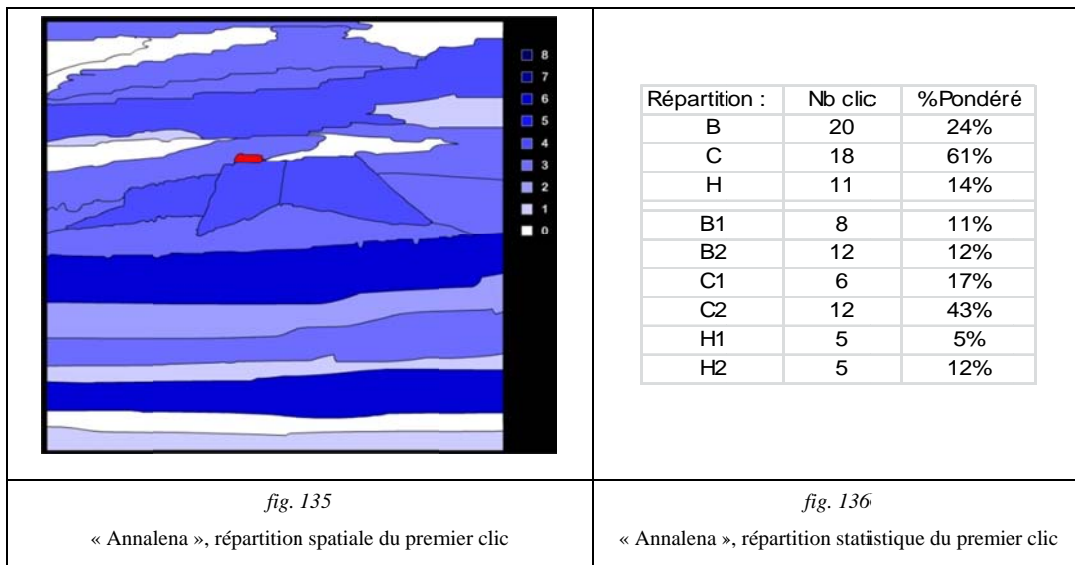 8
7
6
5
4
3
2
1
0
Répartition : Nb clic %Pondéré
B 20 24%
C 18 61%
H 11 14%
B1 8 11%
B2 12 12%
C1 6 17%
C2 12 43%
H1 5 5%
H2 5 12%
fig. 135
« Annalena », répartition spatiale du premier clic
fig. 136
« Annalena », répartition statistique du premier clic